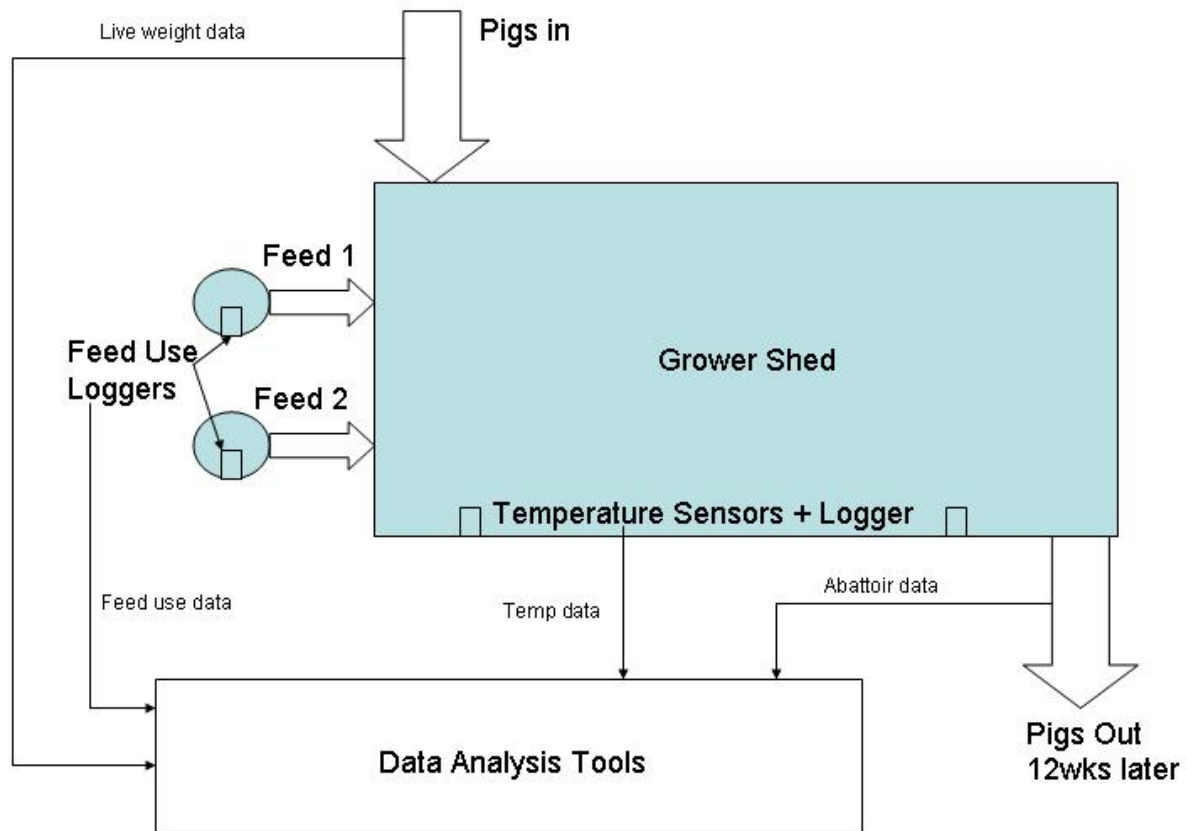 Live weight data
Pigs in
Feed 1
Feed Use
Loggers
Feed 2
Grower Shed
Temperature Sensors + Logger
Feed use data
Temp data
Abattoir data
Data Analysis Tools
Pigs Out
12wks later